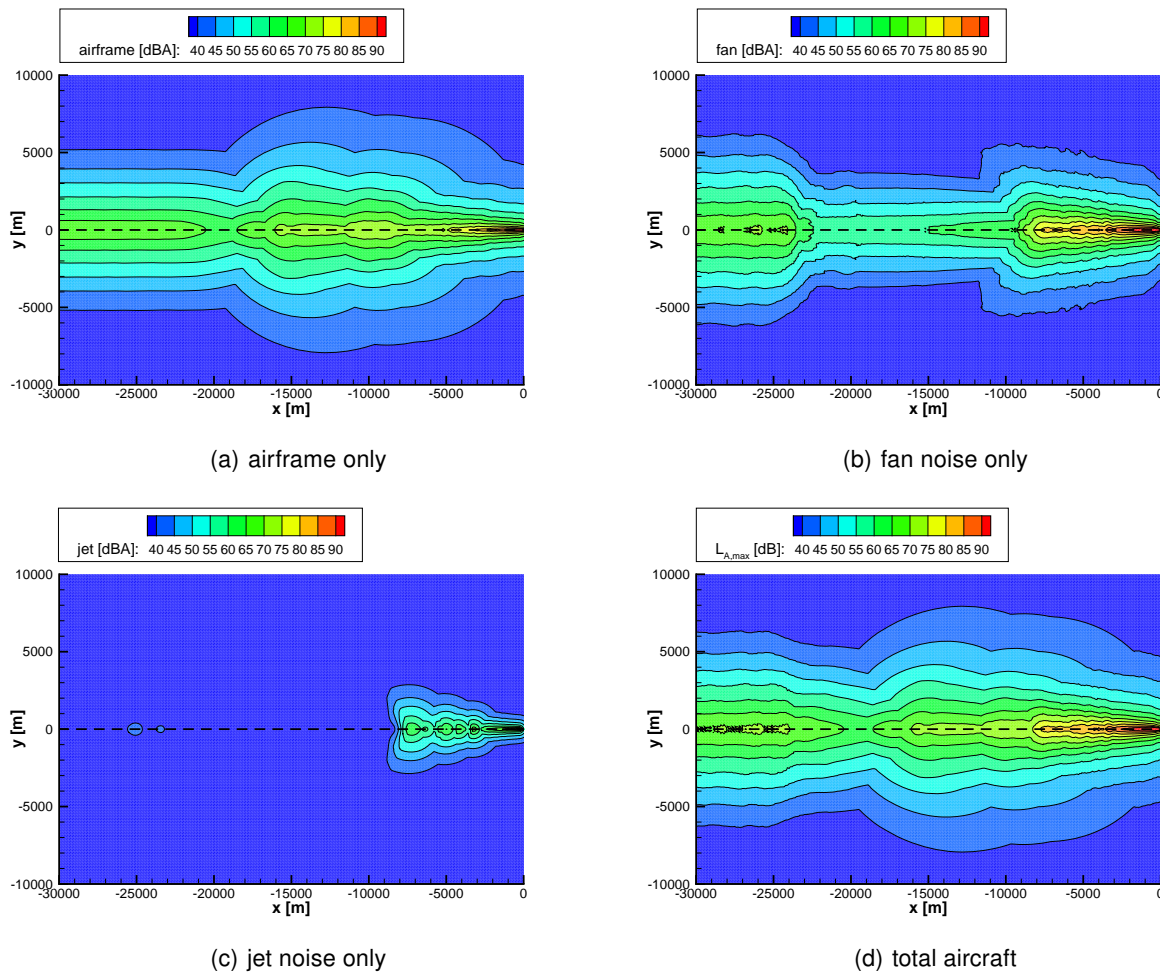 airframe [dBA]: 40 45 50 55 60 65 70 75 80 85 90
10000
5000
0
-5000
-10000
y [m]
-30000 -25000 -20000 -15000 -10000 -5000 0
x [m]
(a) airframe only
fan [dBA]: 40 45 50 55 60 65 70 75 80 85 90
10000
5000
0
-5000
-10000
y [m]
-30000 -25000 -20000 -15000 -10000 -5000 0
x [m]
(b) fan noise only
jet [dBA]: 40 45 50 55 60 65 70 75 80 85 90
10000
5000
0
-5000
-10000
y [m]
-30000 -25000 -20000 -15000 -10000 -5000 0
x [m]
(c) jet noise only
L_A,max [dB]: 40 45 50 55 60 65 70 75 80 85 90
10000
5000
0
-5000
-10000
y [m]
-30000 -25000 -20000 -15000 -10000 -5000 0
x [m]
(d) total aircraft